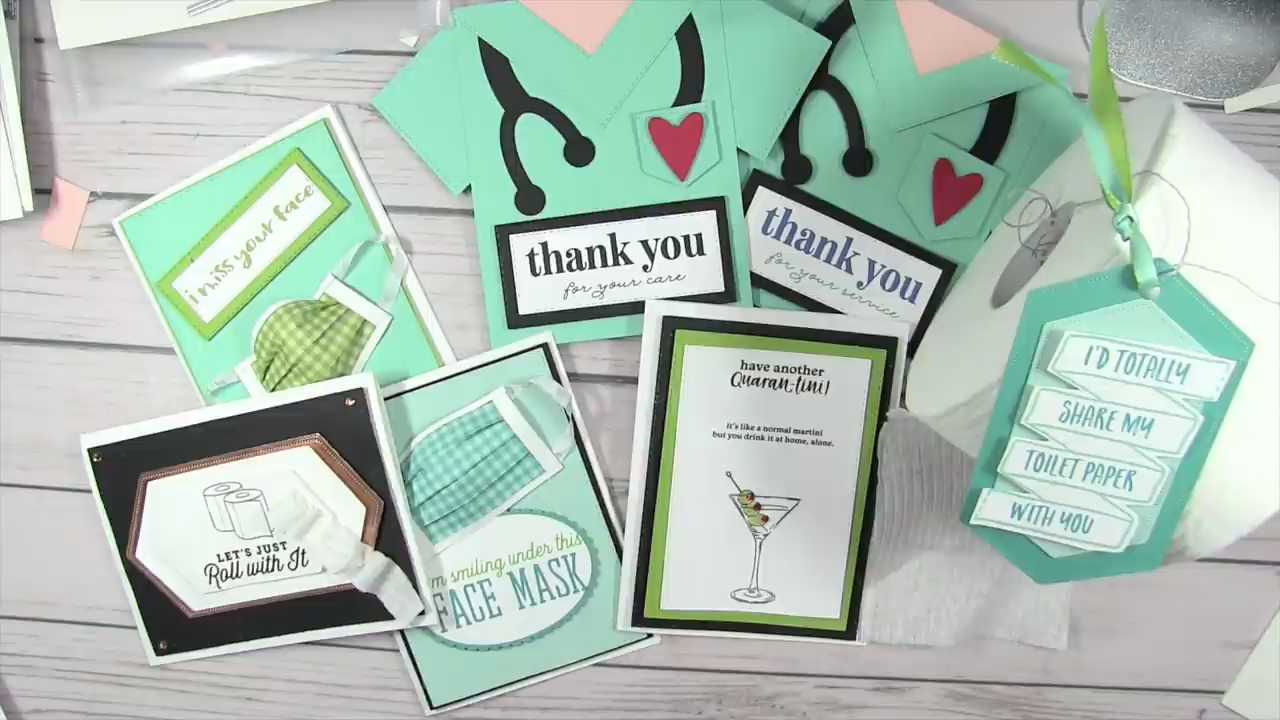 i miss your face
thank you
for your care
thank you
for your service
I'D TOTALLY
SHARE MY
TOILET PAPER
WITH YOU
LET'S JUST
Roll with It
I'm smiling under this
FACE MASK
have another
Quaran-tini!
it's like a normal martini
but you drink it at home, alone.